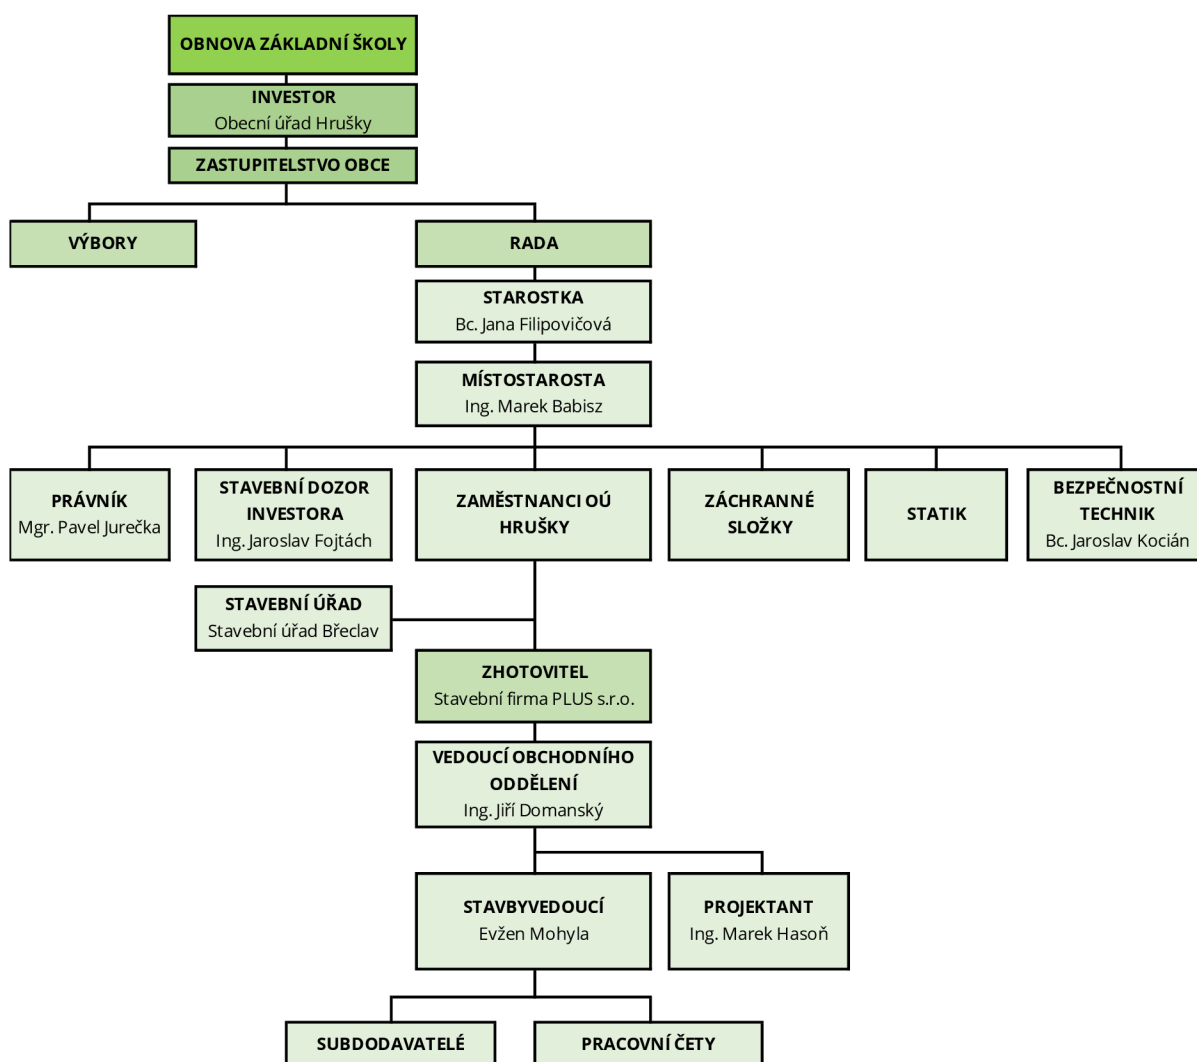 OBNOVA ZÁKLADNÍ ŠKOLY
INVESTOR
Obecní úřad Hrušky
ZASTUPITELSTVO OBCE
VÝBORY
RADA
STAROSTKA
Bc. Jana Filipovičová
MÍSTOSTAROSTA
Ing. Marek Babisz
PRÁVNÍK
Mgr. Pavel Jurečka
STAVEBNÍ DOZOR
INVESTORA
Ing. Jaroslav Fojtách
ZAMĚSTNANCI OÚ
HRUŠKY
ZÁCHRANNÉ
SLOŽKY
STATIK
BEZPEČNOSTNÍ
TECHNIK
Bc. Jaroslav Kocián
STAVEBNÍ ÚŘAD
Stavební úřad Břeclav
ZHOTOVITEL
Stavební firma PLUS s.r.o.
VEDOUCÍ OBCHODNÍHO
ODDĚLENÍ
Ing. Jiří Domanský
STAVBYVEDOUCÍ
Evžen Mohyla
PROJEKTANT
Ing. Marek Hasoň
SUBDODAVATELÉ
PRACOVNÍ ČETY